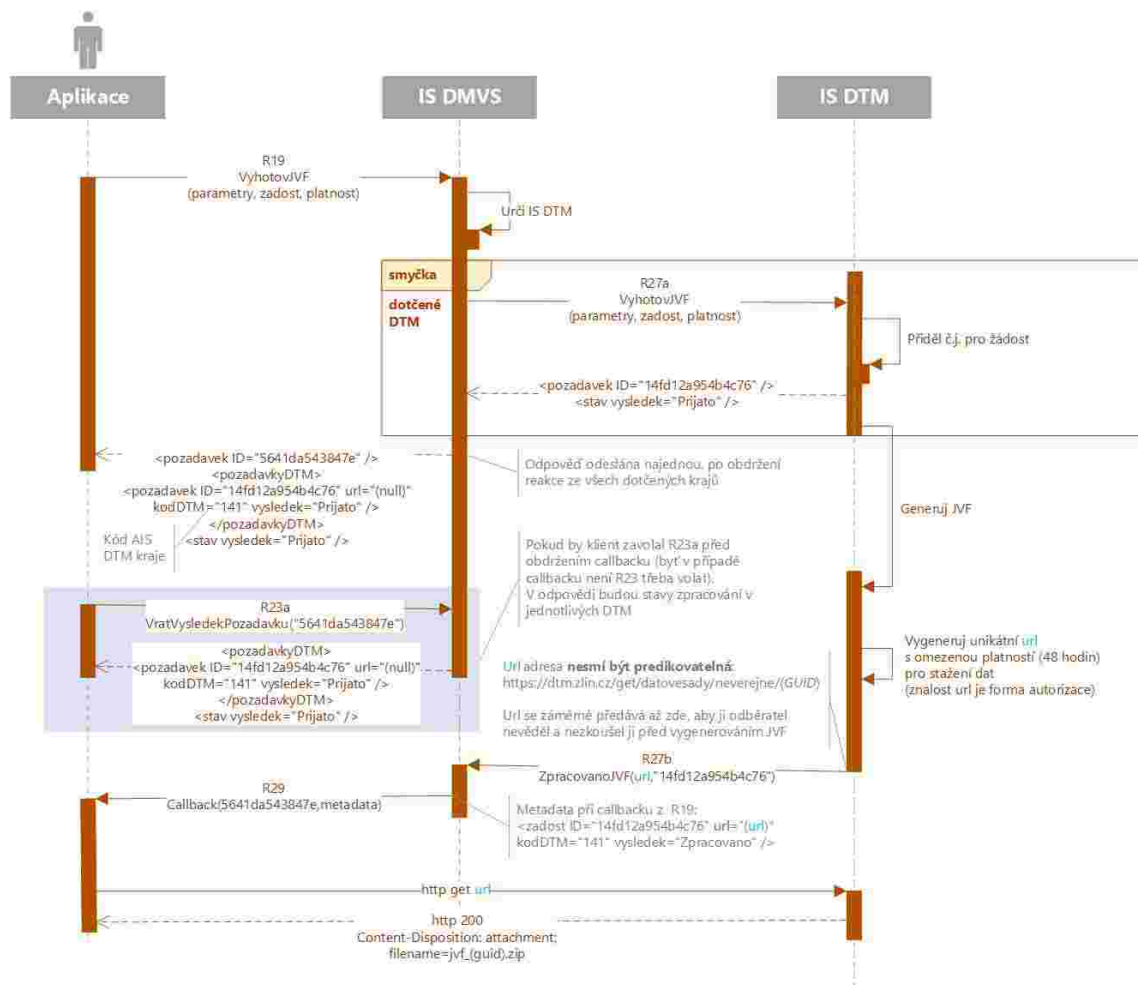 Aplikace
IS DMVS
IS DTM
R19
VyhotovJVF
(parametry, zadost, platnost)
Urči IS DTM
smyčka
dotčené
DTM
R27a
VyhotovJVF
(parametry, zadost, platnost)
Přiděl č.j. pro žádost
<pozadavek ID="14fd12a954b4c76" />
<stav vysledek="Prijato" />
<pozadavek ID="5641da543847e" />
<pozadavkyDTM>
<pozadavek ID="14fd12a954b4c76" url="(null)"
kodDTM="141" vysledek="Prijato" />
</pozadavkyDTM>
<stav vysledek="Prijato" />
Kód AIS
DTM kraje
Odpověď odeslána najednou, po obdržení
reakce ze všech dotčených krajů
Generuj JVF
Pokud by klient zavolal R23a před
obdržením callbacku (byť v případě
callbacku není R23 třeba volat).
V odpovědj budou stavy zpracování v
jednotlivých DTM
R23a
VratVysledekPozadavku("5641da543847e")
<pozadavkyDTM>
<pozadavek ID="14fd12a954b4c76" url="(null)"
kodDTM="141" vysledek="Prijato" />
</pozadavkyDTM>
<stav vysledek="Prijato" />
Vygeneruj unikátní url
s omezenou platností (48 hodin)
pro stažení dat
(znalost url je forma autorizace)
Url adresa nesmí být predikovatelná:
https://dtm.zlin.cz/get/datovesady/neverejne/(GUID)
Url se záměrně předává až zde, aby ji odběratel
nevěděl a nezkoušel ji před vygenerováním JVF
R27b
ZpracovanoJVF(url,"14fd12a954b4c76")
R29
Callback(5641da543847e,metadata)
Metadata při callbacku z R19:
<zadost ID="14fd12a954b4c76" url="(url)"
kodDTM="141" vysledek="Zpracovano" />
http get url
http 200
Content-Disposition: attachment;
filename=jvf_(guid).zip